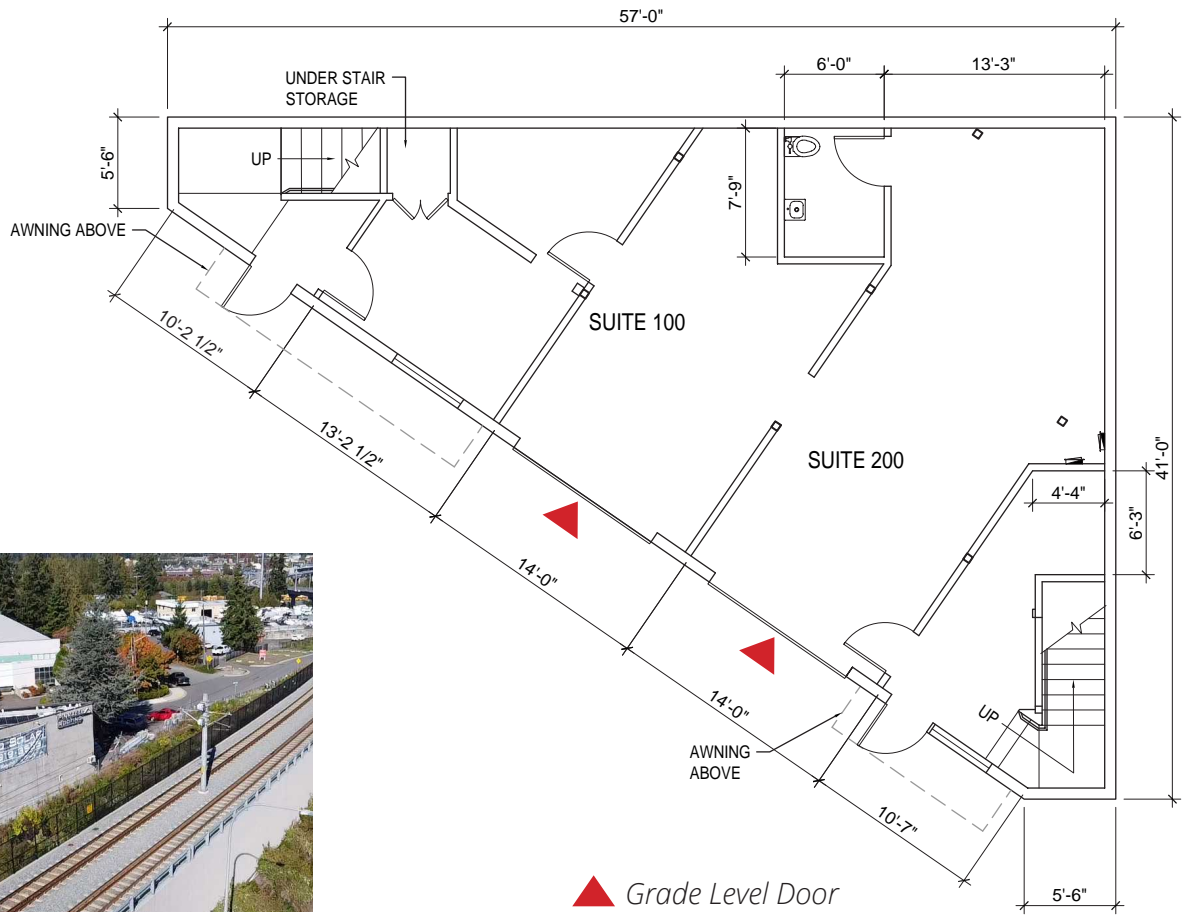 57'-0"
6'-0"
13'-3"
UNDER STAIR
STORAGE
5'-6"
UP
7'-9"
AWNING ABOVE
SUITE 100
10'-2 1/2"
13'-2 1/2"
SUITE 200
41'-0"
4'-4"
6'-3"
14'-0"
14'-0"
UP
AWNING
ABOVE
10'-7"
5'-6"
Grade Level Door